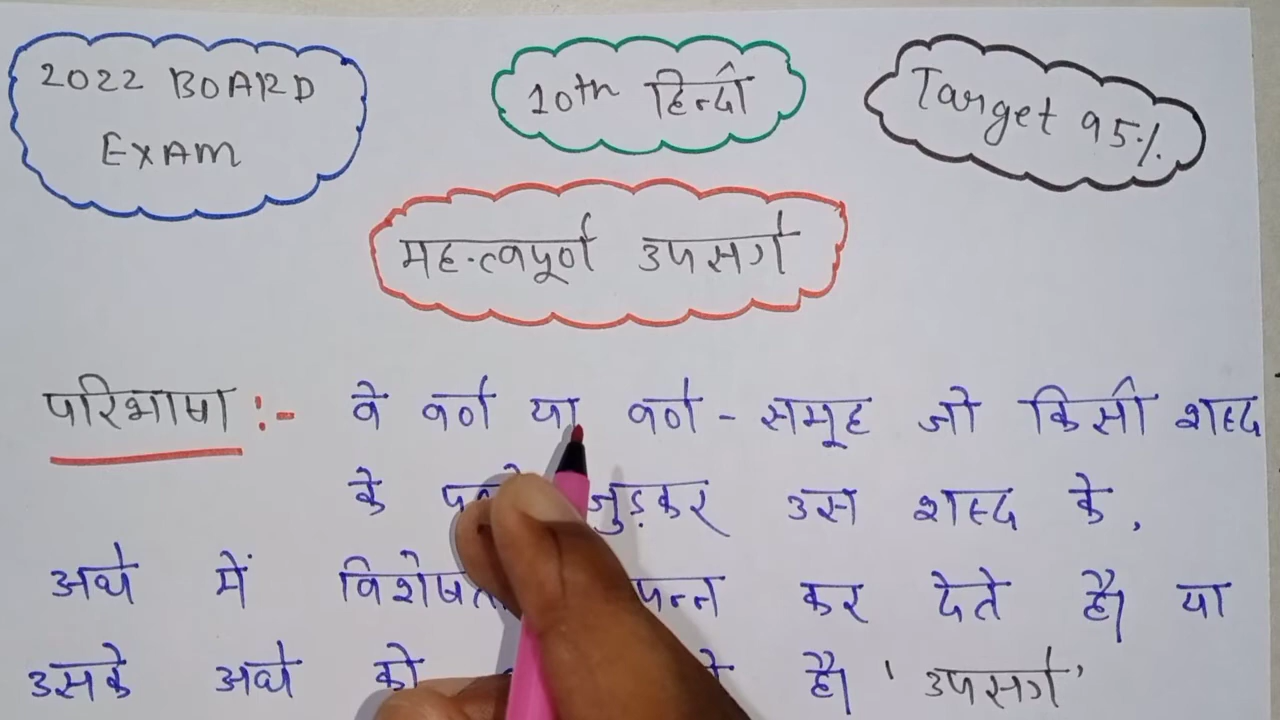 2022 BOARD
EXAM
10th हिन्दी
Target 95%
महत्वपूर्ण उपसर्ग
परिभाषा :- वे वर्ण या वर्ण - समूह जो किसी शब्द
के जुड़कर उस शब्द के,
अर्थ में कर देते है। या
उसके अर्थ को है। 'उपसर्ग'